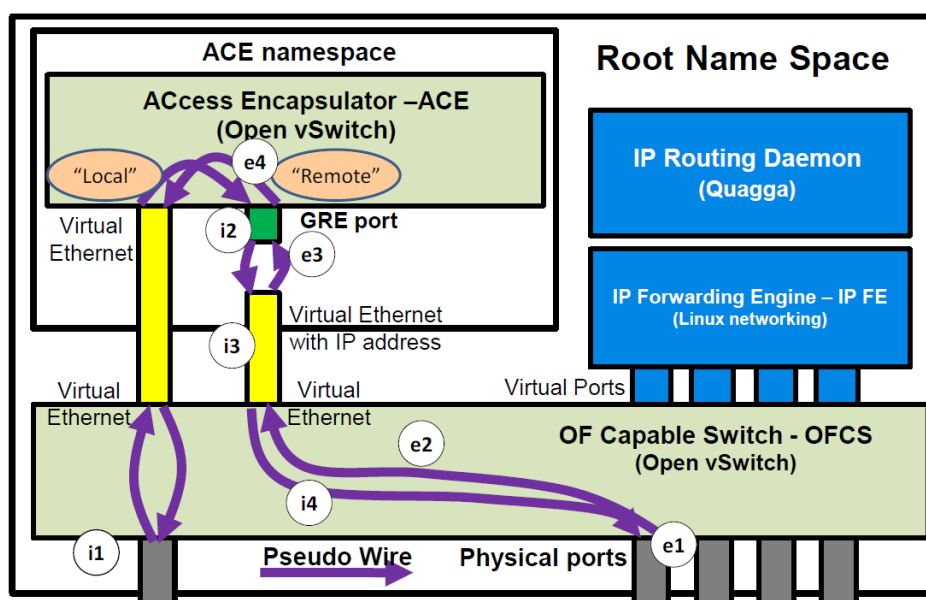 ACE namespace
Root Name Space
ACcess Encapsulator –ACE
(Open vSwitch)
e4
“Local”
“Remote”
IP Routing Daemon
(Quagga)
Virtual
Ethernet
i2
GRE port
e3
IP Forwarding Engine – IP FE
(Linux networking)
i3
Virtual Ethernet
with IP address
Virtual
Ethernet
Virtual
Ethernet
Virtual Ports
OF Capable Switch - OFCS
(Open vSwitch)
e2
i4
i1
Pseudo Wire
Physical ports
e1